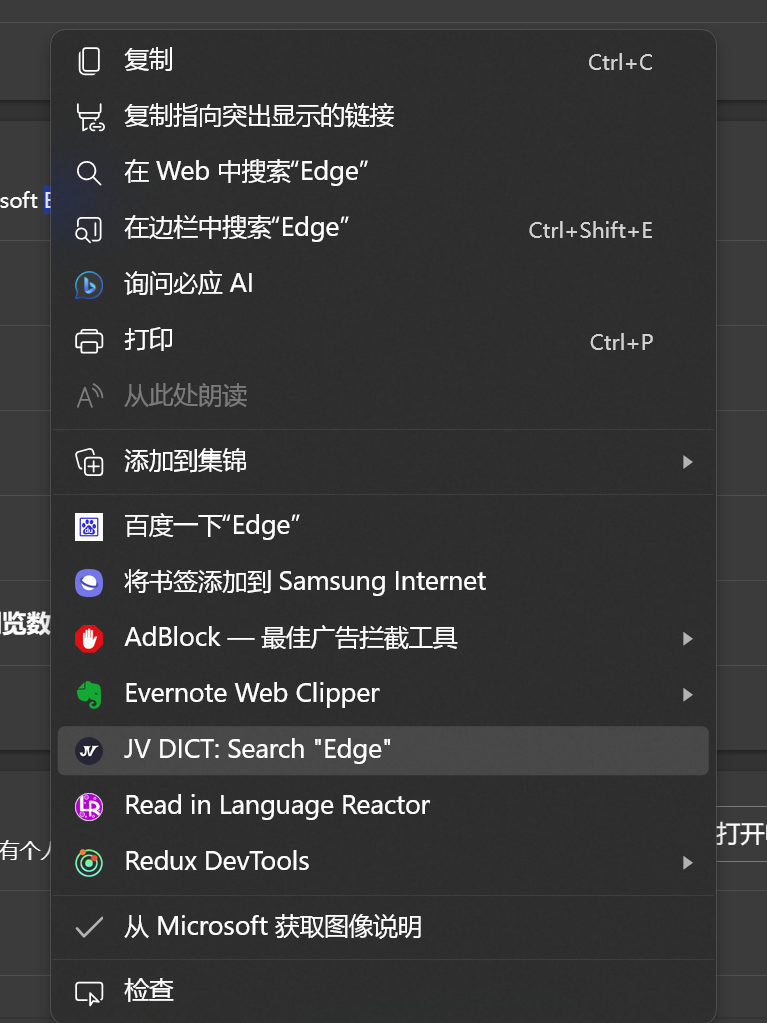 复制 Ctrl+C
复制指向突出显示的链接
在 Web 中搜索“Edge”
soft
在边栏中搜索“Edge” Ctrl+Shift+E
询问必应 AI
打印 Ctrl+P
从此处朗读
添加到集锦
百度一下“Edge”
将书签添加到 Samsung Internet
览数
AdBlock — 最佳广告拦截工具
Evernote Web Clipper
JV DICT: Search "Edge"
Read in Language Reactor
打开
有个人
Redux DevTools
从 Microsoft 获取图像说明
检查